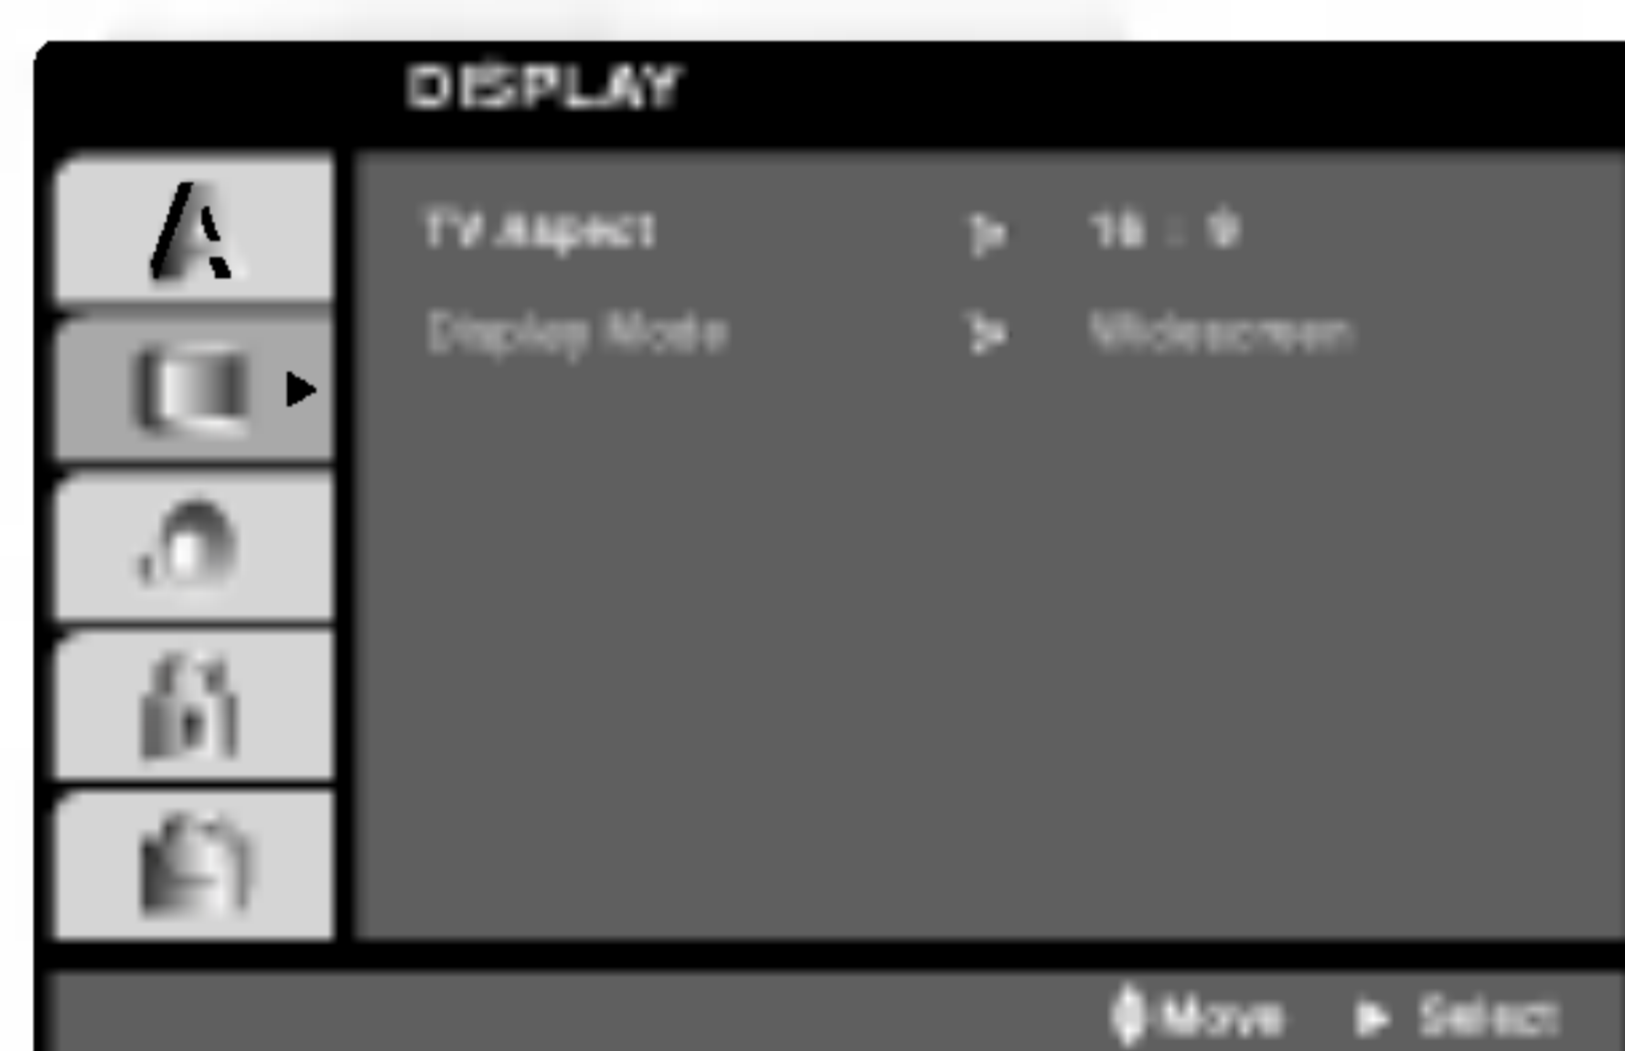 DISPLAY
A
TV Aspect 16 : 9
Display Mode Widescreen
Move Select